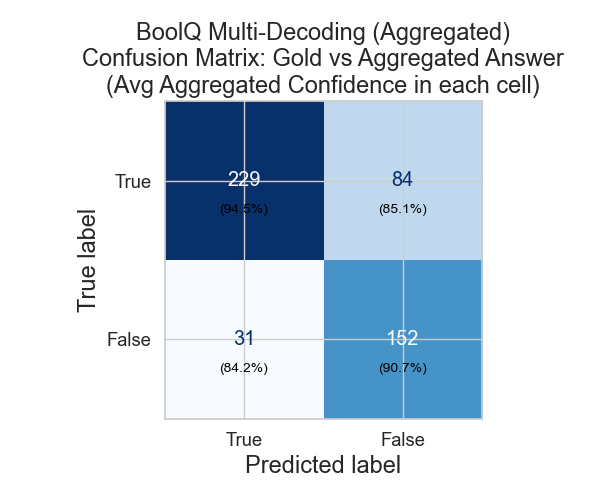 BoolQ Multi-Decoding (Aggregated)
Confusion Matrix: Gold vs Aggregated Answer
(Avg Aggregated Confidence in each cell)
True label
True
229
(94.5%)
84
(85.1%)
False
31
(84.2%)
152
(90.7%)
True
False
Predicted label